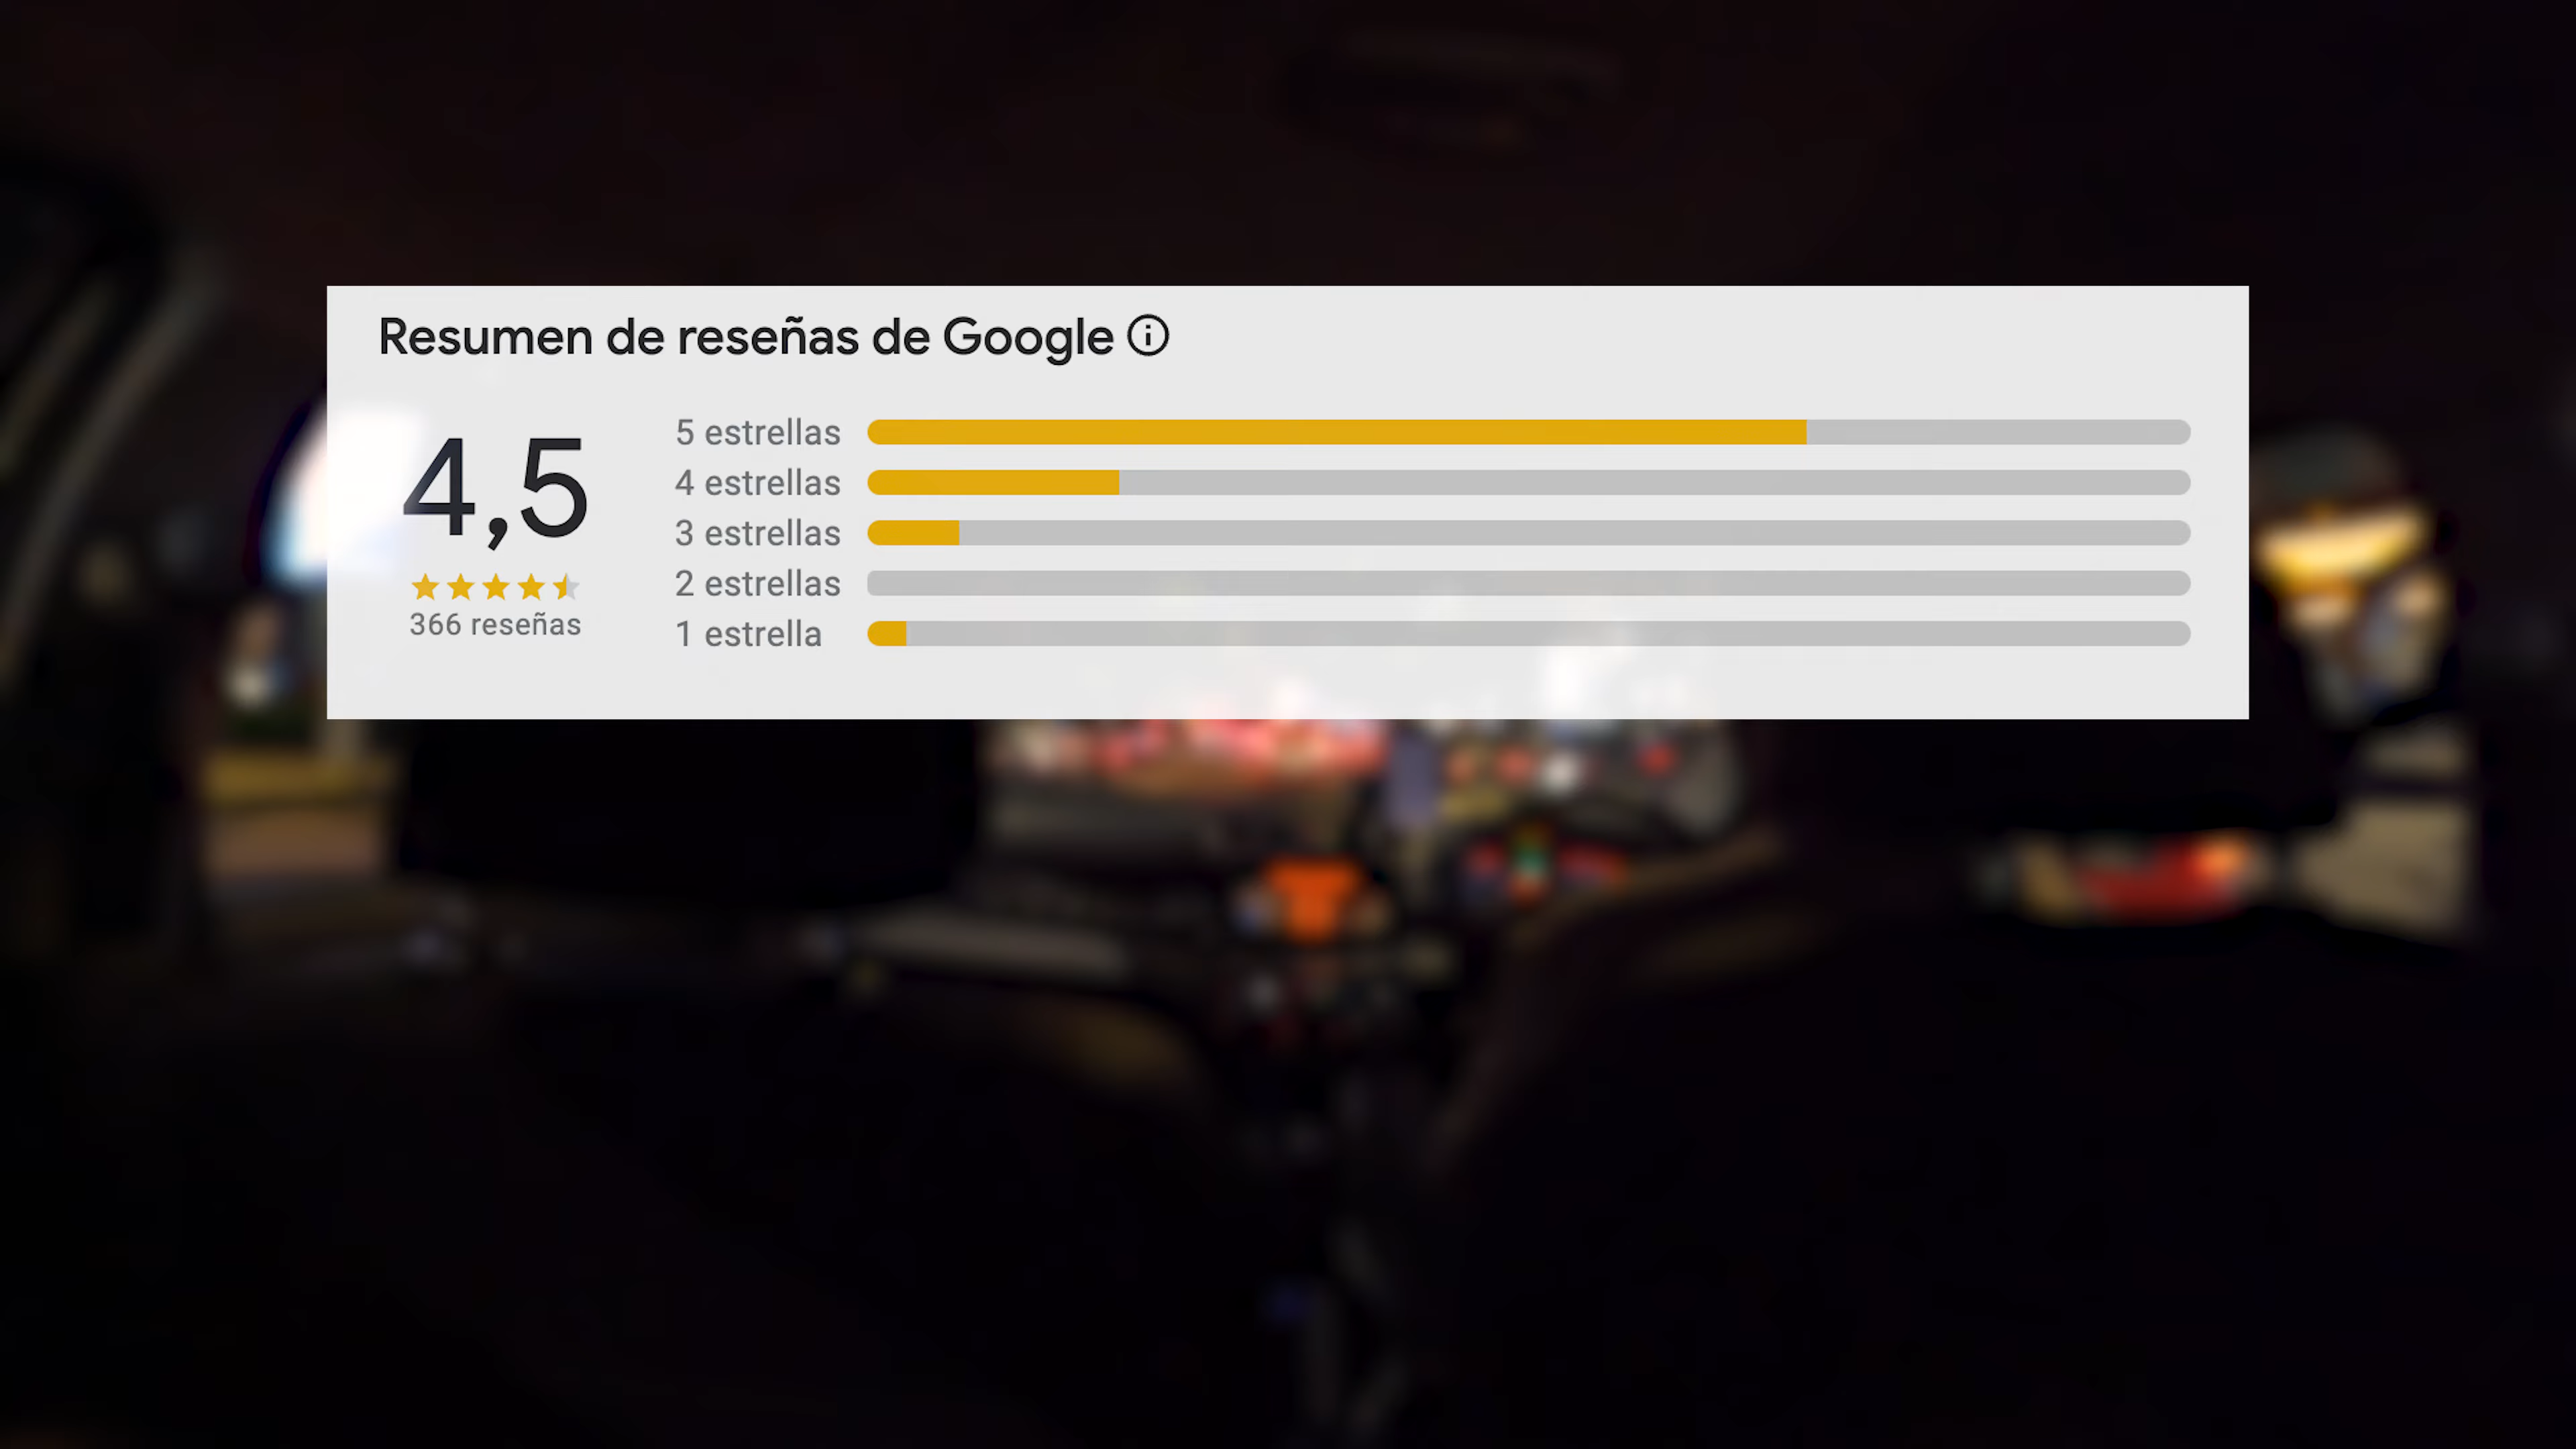 Resumen de reseñas de Google
4,5
366 reseñas
5 estrellas
4 estrellas
3 estrellas
2 estrellas
1 estrella